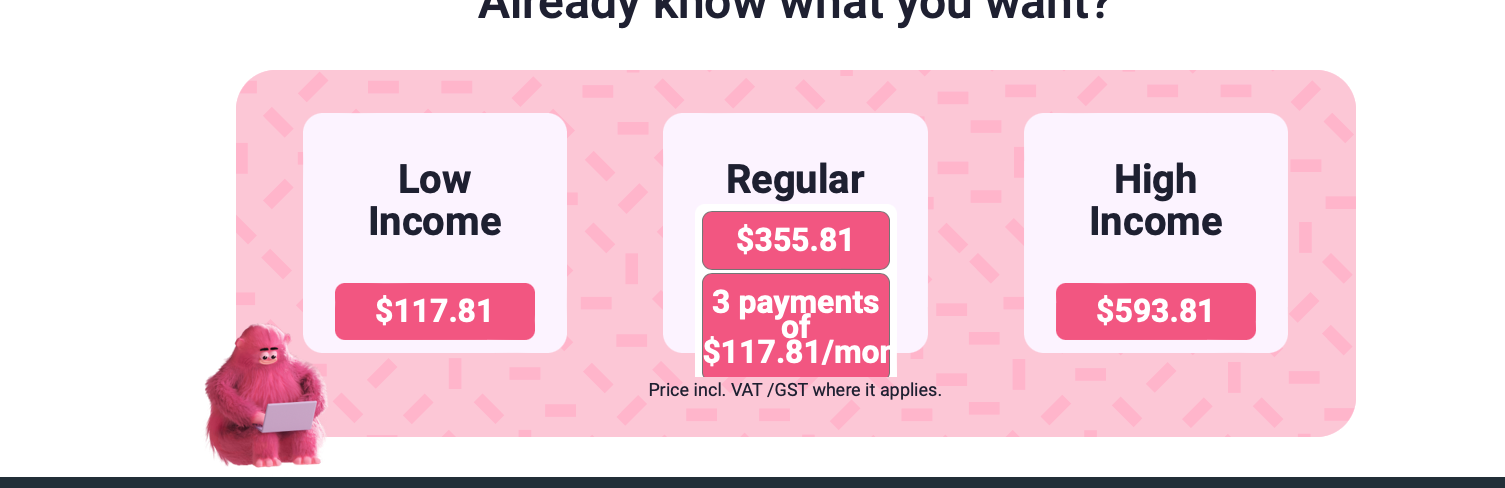 Already know what you want?
Low
Income
$117.81
Regular
$355.81
3 payments
of
$117.81/mon
High
Income
$593.81
Price incl. VAT /GST where it applies.